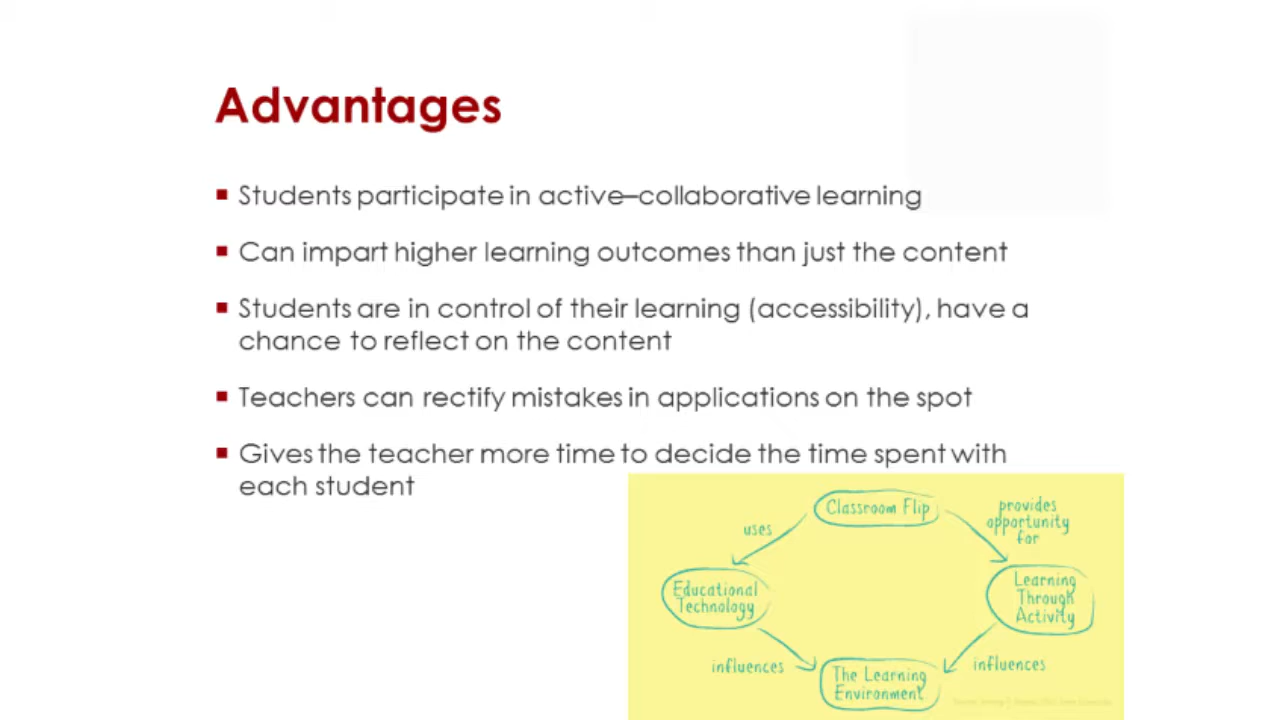 Advantages
Students participate in active–collaborative learning
Can impart higher learning outcomes than just the content
Students are in control of their learning (accessibility), have a
chance to reflect on the content
Teachers can rectify mistakes in applications on the spot
Gives the teacher more time to decide the time spent with
each student
Classroom Flip
uses
provides
opportunity
for
Educational
Technology
Learning
Through
Activity
influences
influences
The Learning
Environment